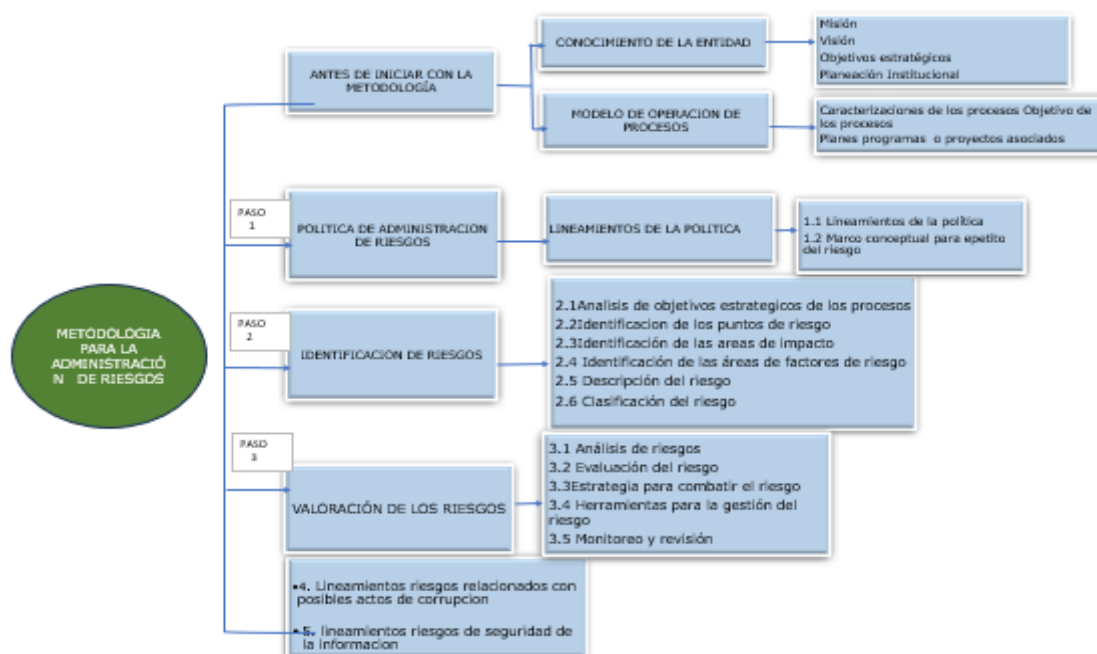 METODOLOGIA
PARA LA
ADMINISTRACIÓ
N DE RIESGOS
ANTES DE INICIAR CON LA
METODOLOGÍA
CONOCIMIENTO DE LA ENTIDAD
Misión
Visión
Objetivos estratégicos
Planeación Institucional
MODELO DE OPERACION DE
PROCESOS
Caracterizaciones de los procesos Objetivo de
los procesos
Planes programas o proyectos asociados
PASO
1
POLITICA DE ADMINISTRACION
DE RIESGOS
LINEAMIENTOS DE LA POLITICA
1.1 Lineamientos de la política
1.2 Marco conceptual para epetito
del riesgo
PASO
2
IDENTIFICACION DE RIESGOS
2.1Analisis de objetivos estrategicos de los procesos
2.2Identificacion de los puntos de riesgo
2.3Identificación de las areas de impacto
2.4 Identificación de las áreas de factores de riesgo
2.5 Descripción del riesgo
2.6 Clasificación del riesgo
PASO
3
VALORACIÓN DE LOS RIESGOS
3.1 Análisis de riesgos
3.2 Evaluación del riesgo
3.3Estrategia para combatir el riesgo
3.4 Herramientas para la gestión del
riesgo
3.5 Monitoreo y revisión
•4. Lineamientos riesgos relacionados con
posibles actos de corrupcion
• 5. lineamientos riesgos de seguridad de
la informacion